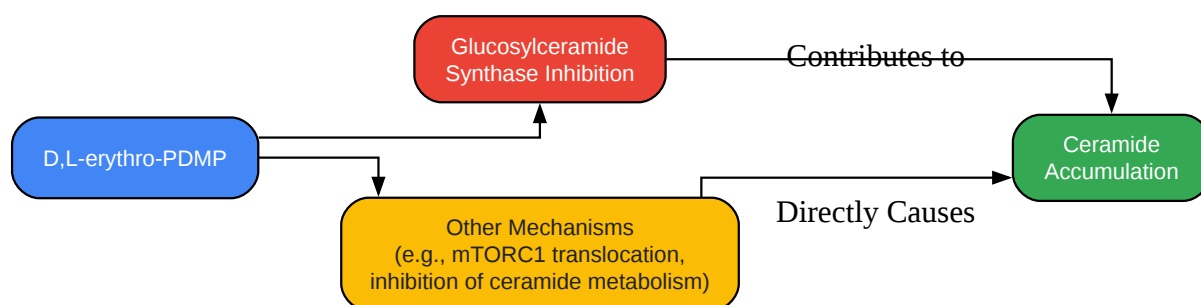 Glucosylceramide
Synthase Inhibition
Contributes to
D,L-erythro-PDMP
Ceramide
Accumulation
Directly Causes
Other Mechanisms
(e.g., mTORC1 translocation,
inhibition of ceramide metabolism)